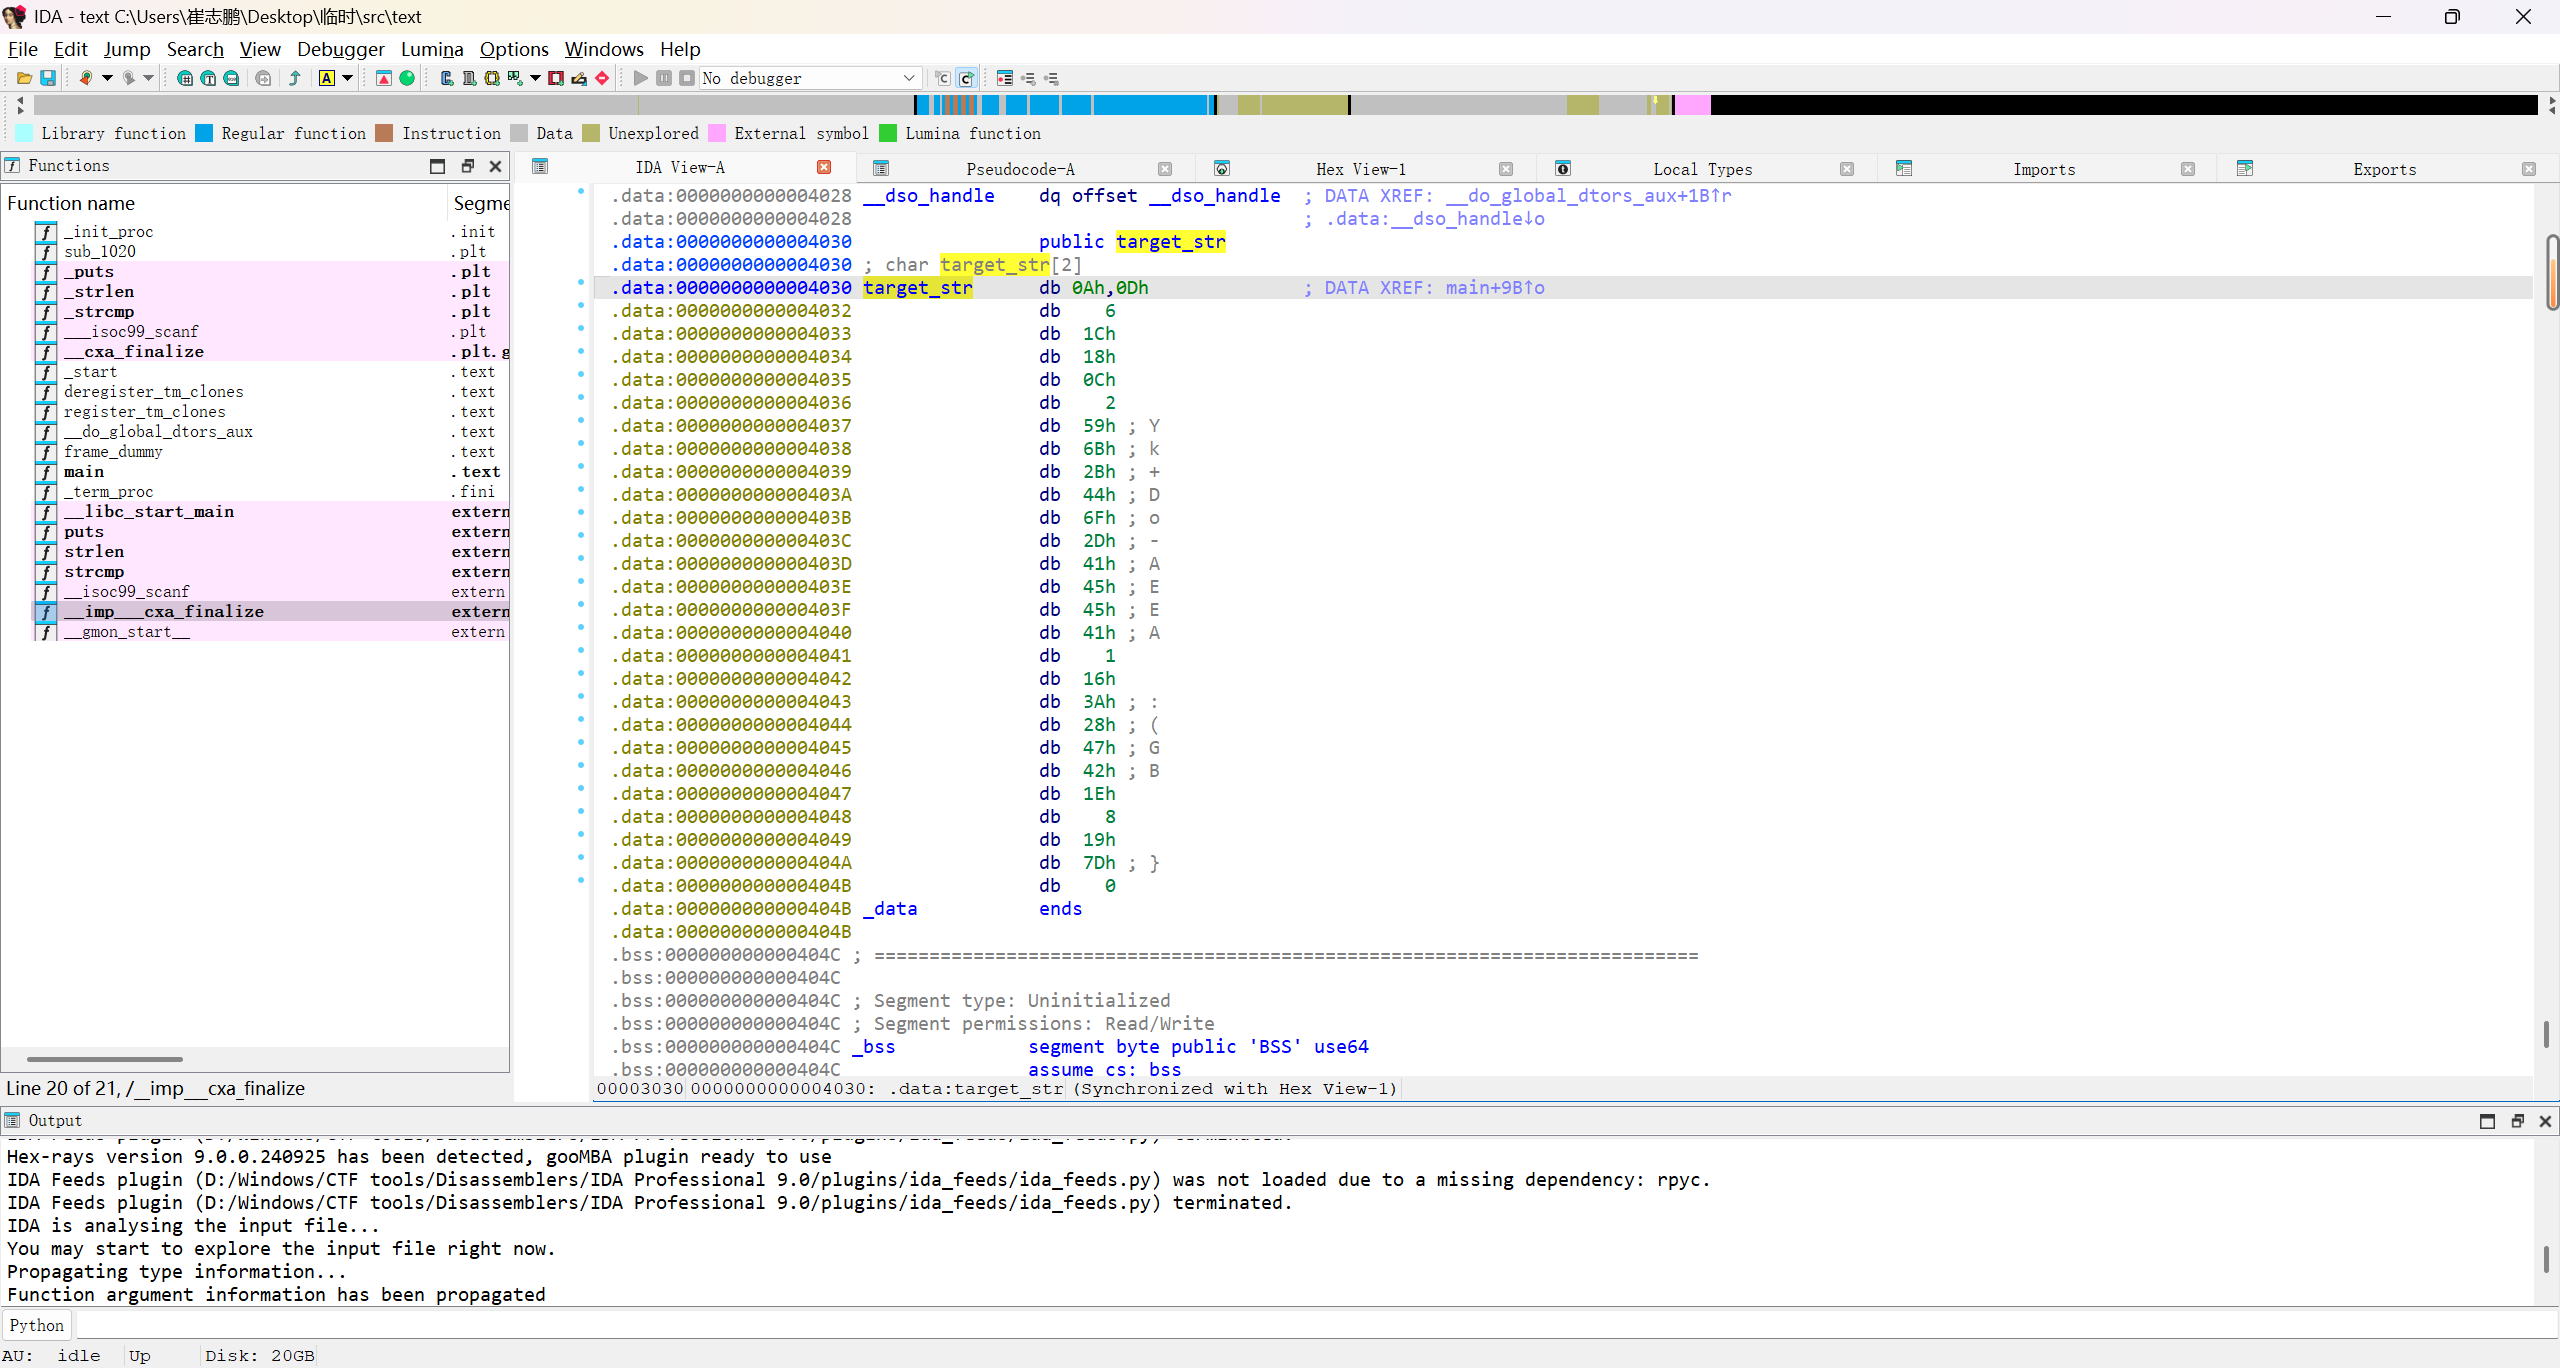 IDA - text C:\Users\崔志鹏\Desktop\临时\src\text
File Edit Jump Search View Debugger Lumina Options Windows Help
No debugger
Library function Regular function Instruction Data Unexplored External symbol Lumina function
Functions
Function name Segme
_init_proc .init
sub_1020 .plt
_puts .plt
_strlen .plt
_strcmp .plt
___isoc99_scanf .plt
__cxa_finalize .plt.g
_start .text
deregister_tm_clones .text
register_tm_clones .text
__do_global_dtors_aux .text
frame_dummy .text
main .text
_term_proc .fini
__libc_start_main extern
puts extern
strlen extern
strcmp extern
__isoc99_scanf extern
__imp___cxa_finalize extern
__gmon_start__ extern
Line 20 of 21, /__imp___cxa_finalize
IDA View-A Pseudocode-A Hex View-1 Local Types Imports Exports
.data:0000000000004028 __dso_handle dq offset __dso_handle ; DATA XREF: __do_global_dtors_aux+1B↑r
.data:0000000000004028 ; .data:__dso_handle↓o
.data:0000000000004030 public target_str
.data:0000000000004030 ; char target_str[2]
.data:0000000000004030 target_str db 0Ah,0Dh ; DATA XREF: main+9B↑o
.data:0000000000004032 db 6
.data:0000000000004033 db 1Ch
.data:0000000000004034 db 18h
.data:0000000000004035 db 0Ch
.data:0000000000004036 db 2
.data:0000000000004037 db 59h ; Y
.data:0000000000004038 db 6Bh ; k
.data:0000000000004039 db 2Bh ; +
.data:000000000000403A db 44h ; D
.data:000000000000403B db 6Fh ; o
.data:000000000000403C db 2Dh ; -
.data:000000000000403D db 41h ; A
.data:000000000000403E db 45h ; E
.data:000000000000403F db 45h ; E
.data:0000000000004040 db 41h ; A
.data:0000000000004041 db 1
.data:0000000000004042 db 16h
.data:0000000000004043 db 3Ah ; :
.data:0000000000004044 db 28h ; (
.data:0000000000004045 db 47h ; G
.data:0000000000004046 db 42h ; B
.data:0000000000004047 db 1Eh
.data:0000000000004048 db 8
.data:0000000000004049 db 19h
.data:000000000000404A db 7Dh ; }
.data:000000000000404B db 0
.data:000000000000404B _data ends
.data:000000000000404B
.bss:000000000000404C ; ===========================================================================
.bss:000000000000404C
.bss:000000000000404C ; Segment type: Uninitialized
.bss:000000000000404C ; Segment permissions: Read/Write
.bss:000000000000404C _bss segment byte public 'BSS' use64
.bss:000000000000404C assume cs:_bss
00003030 0000000000004030: .data:target_str (Synchronized with Hex View-1)
Output
Hex-rays version 9.0.0.240925 has been detected, gooMBA plugin ready to use
IDA Feeds plugin (D:/Windows/CTF tools/Disassemblers/IDA Professional 9.0/plugins/ida_feeds/ida_feeds.py) was not loaded due to a missing dependency: rpyc.
IDA Feeds plugin (D:/Windows/CTF tools/Disassemblers/IDA Professional 9.0/plugins/ida_feeds/ida_feeds.py) terminated.
IDA is analysing the input file...
You may start to explore the input file right now.
Propagating type information...
Function argument information has been propagated
Python
AU: idle Up Disk: 20GB